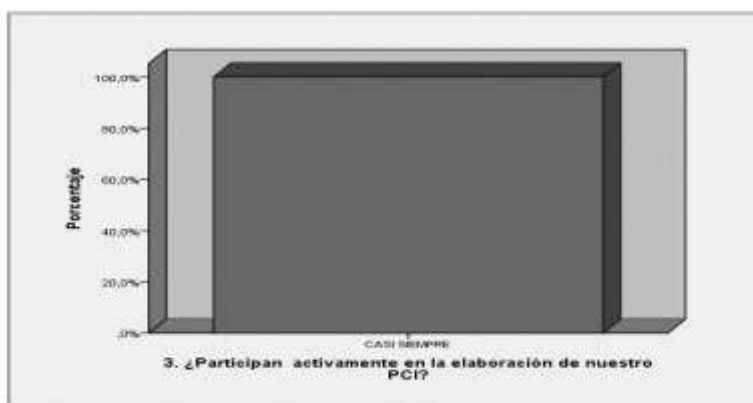 100,0%
80,0%
60,0%
40,0%
20,0%
,0%
Porcentaje
CASI SIEMPRE
3. ¿Participan activamente en la elaboración de nuestro
PCI?